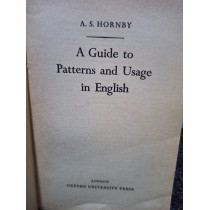 A. S. HORNBY
A Guide to
Patterns and Usage
in English
LONDON
OXFORD UNIVERSITY PRESS